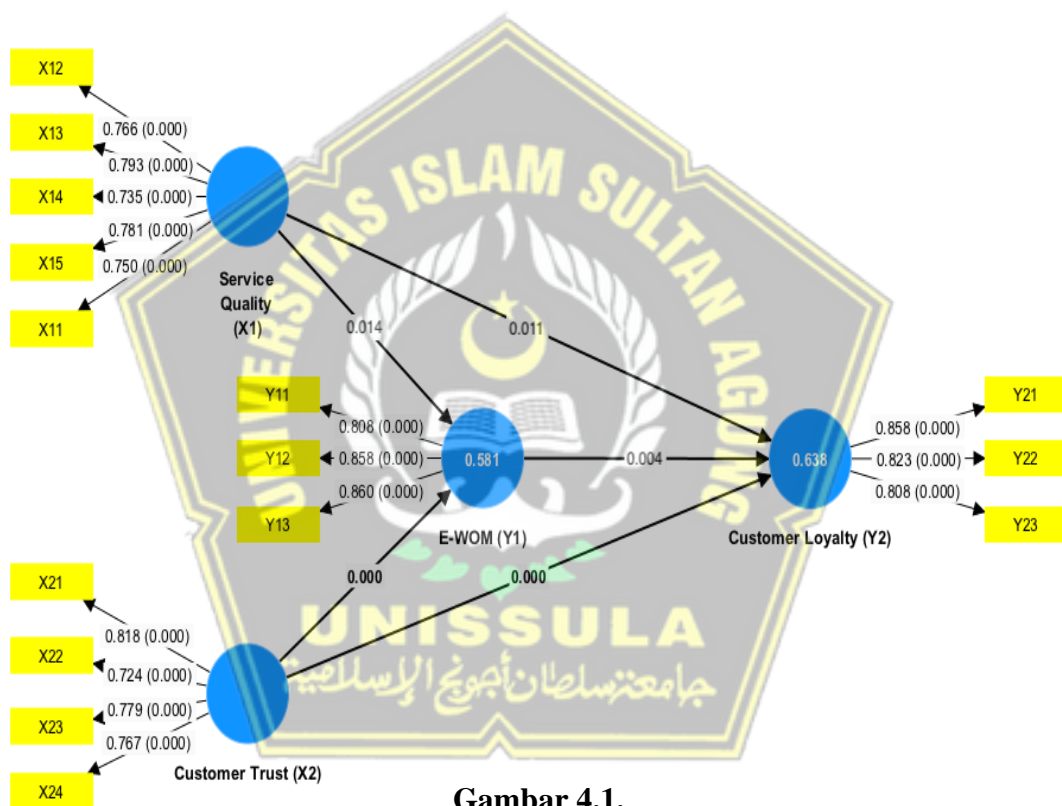 X12
X13
X14
X15
X11
0.766 (0.000)
0.793 (0.000)
0.735 (0.000)
0.781 (0.000)
0.750 (0.000)
Service
Quality
(X1)
0.014
0.011
UNIVERSITAS ISLAM SULTAN AGUNG
Y11
Y12
Y13
0.808 (0.000)
0.858 (0.000)
0.860 (0.000)
0.581
E-WOM (Y1)
0.004
0.638
Customer Loyalty (Y2)
0.858 (0.000)
0.823 (0.000)
0.808 (0.000)
Y21
Y22
Y23
0.000
0.000
X21
X22
X23
X24
0.818 (0.000)
0.724 (0.000)
0.779 (0.000)
0.767 (0.000)
Customer Trust (X2)
UNISSULA
جامعتسلطان أجونج الإسلامية
Gambar 4.1.